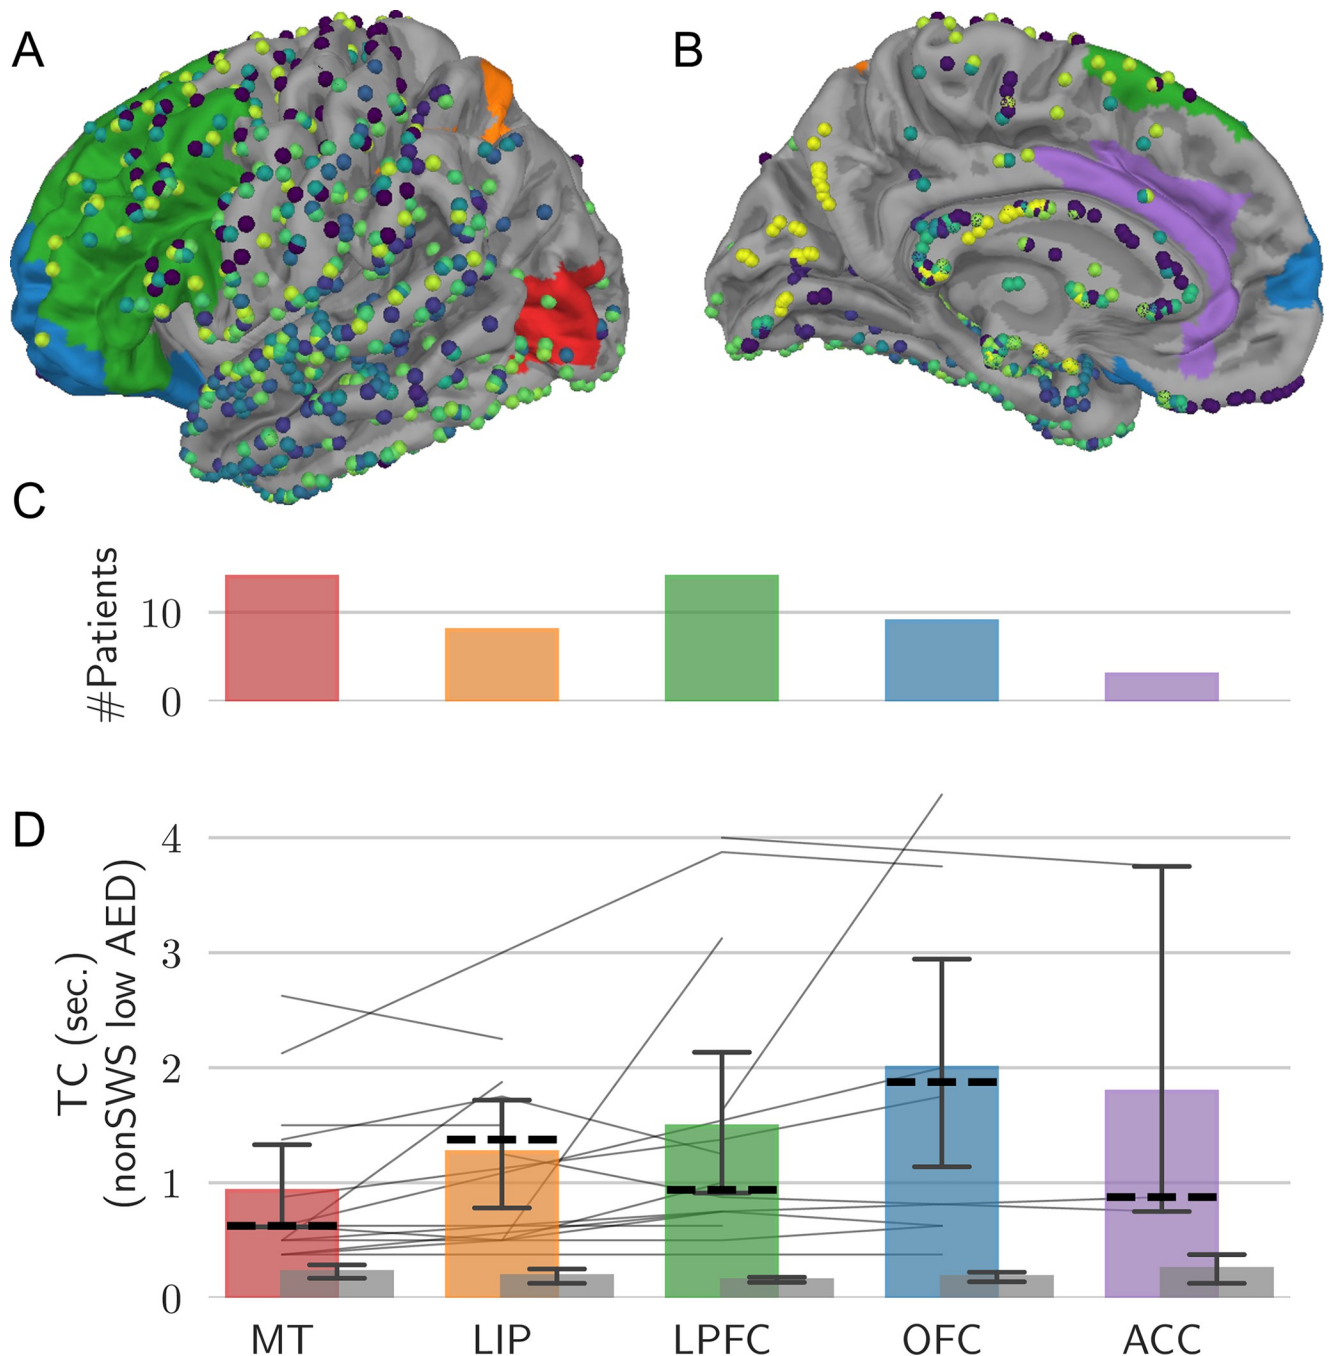 A
B
C
#Patients
10
0
D
TC (sec.)
(nonSWS low AED)
4
3
2
1
0
MT LIP LPFC OFC ACC